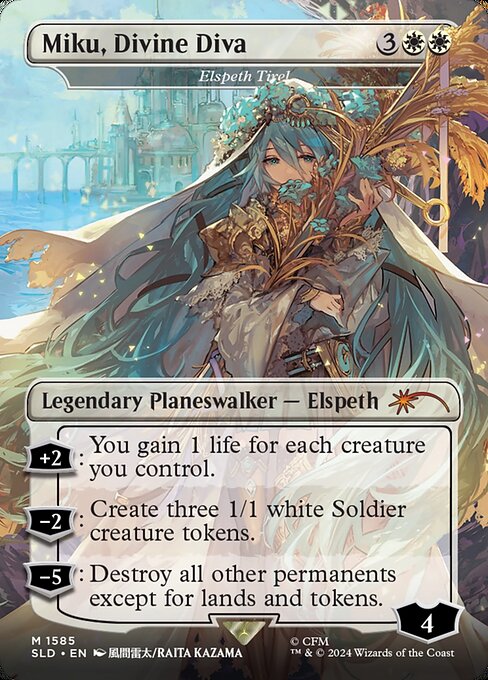 Miku, Divine Diva 3
Elspeth Tirel
Legendary Planeswalker — Elspeth
+2 : You gain 1 life for each creature
you control.
−2 : Create three 1/1 white Soldier
creature tokens.
−5 : Destroy all other permanents
except for lands and tokens.
4
M 1585
SLD • EN 風間雷太/RAITA KAZAMA
© CFM
™ & © 2024 Wizards of the Coast